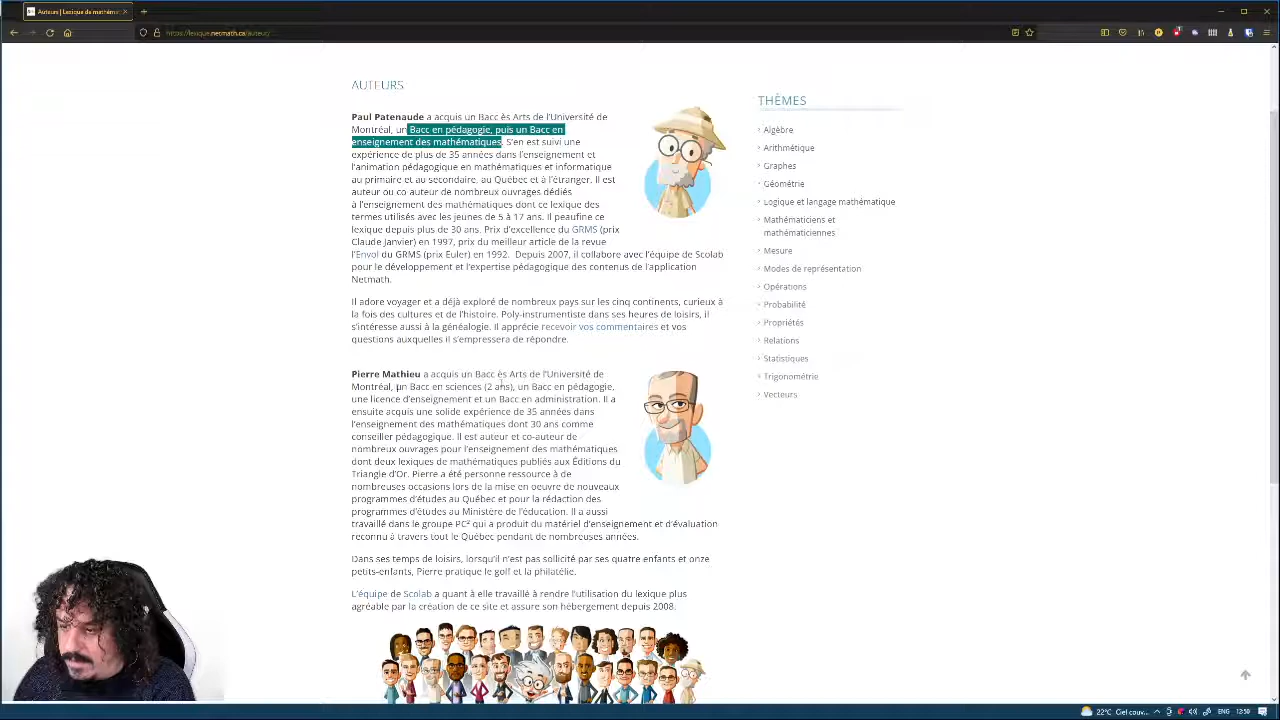 Auteurs | Lexique de mathémat
https://lexique.netmath.ca/auteur/
AUTEURS
Paul Patenaude a acquis un Bacc ès Arts de l'Université de
Montréal, un Bacc en pédagogie, puis un Bacc en
enseignement des mathématiques. S'en est suivi une
expérience de plus de 35 années dans l'enseignement et
l'animation pédagogique en mathématiques et informatique
au primaire et au secondaire, au Québec et à l'étranger. Il est
auteur ou co auteur de nombreux ouvrages dédiés
à l'enseignement des mathématiques dont ce lexique des
termes utilisés avec les jeunes de 5 à 17 ans. Il peaufine ce
lexique depuis plus de 30 ans. Prix d'excellence du GRMS (prix
Claude Janvier) en 1997, prix du meilleur article de la revue
l'Envol du GRMS (prix Euler) en 1992. Depuis 2007, il collabore avec l'équipe de Scolab
pour le développement et l'expertise pédagogique des contenus de l'application
Netmath.
Il adore voyager et a déjà exploré de nombreux pays sur les cinq continents, curieux à
la fois des cultures et de l'histoire. Poly-instrumentiste dans ses heures de loisirs, il
s'intéresse aussi à la généalogie. Il apprécie recevoir vos commentaires et vos
questions auxquelles il s'empressera de répondre.
Pierre Mathieu a acquis un Bacc ès Arts de l'Université de
Montréal, un Bacc en sciences (2 ans), un Bacc en pédagogie,
une licence d'enseignement et un Bacc en administration. Il a
ensuite acquise une solide expérience de 35 années dans
l'enseignement des mathématiques dont 30 ans comme
conseiller pédagogique. Il est auteur et co-auteur de
nombreux ouvrages pour l'enseignement des mathématiques
dont deux lexiques de mathématiques publiés aux Éditions du
Triangle d'Or. Pierre a été personne ressource à de
nombreuses occasions lors de la mise en oeuvre de nouveaux
programmes d'études au Québec et pour la rédaction des
programmes d'études au Ministère de l'éducation. Il a aussi
travaillé dans le groupe PC² qui a produit du matériel d'enseignement et d'évaluation
reconnu à travers tout le Québec pendant de nombreuses années.
Dans ses temps de loisirs, lorsqu'il n'est pas sollicité par ses quatre enfants et onze
petits-enfants, Pierre pratique le golf et la philatélie.
L'équipe de Scolab a quant à elle travaillé à rendre l'utilisation du lexique plus
agréable par la création de ce site et assure son hébergement depuis 2008.
THÈMES
Algèbre
Arithmétique
Graphes
Géométrie
Logique et langage mathématique
Mathématiciens et
mathématiciennes
Mesure
Modes de représentation
Opérations
Probabilité
Propriétés
Relations
Statistiques
Trigonométrie
Vecteurs
22°C Ciel couv... ENG 12:50